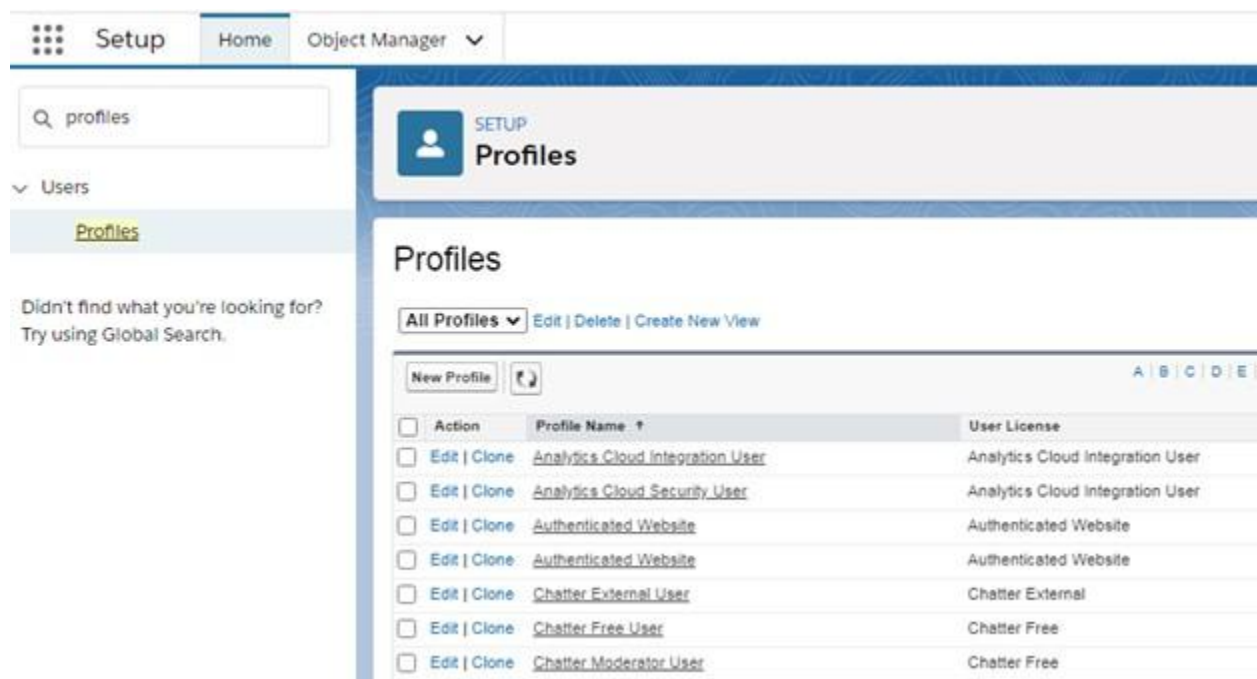 Setup Home Object Manager
profiles
Users
Profiles
Didn't find what you're looking for?
Try using Global Search.
SETUP
Profiles
Profiles
All Profiles Edit | Delete | Create New View
New Profile A | B | C | D | E |
Action Profile Name ↑ User License
Edit | Clone Analytics Cloud Integration User Analytics Cloud Integration User
Edit | Clone Analytics Cloud Security User Analytics Cloud Integration User
Edit | Clone Authenticated Website Authenticated Website
Edit | Clone Authenticated Website Authenticated Website
Edit | Clone Chatter External User Chatter External
Edit | Clone Chatter Free User Chatter Free
Edit | Clone Chatter Moderator User Chatter Free